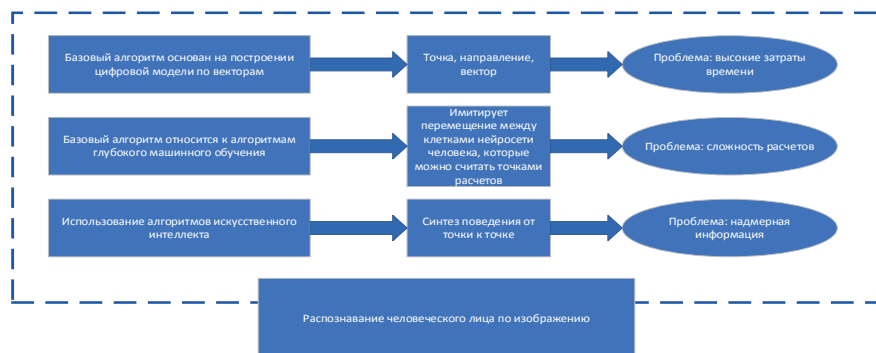 Базовый алгоритм основан на построении
цифровой модели по векторам
Точка, направление,
вектор
Проблема: высокие затраты
времени
Базовый алгоритм относится к алгоритмам
глубокого машинного обучения
Имитирует
перемещение между
клетками нейросети
человека, которые
можно считать точками
расчетов
Проблема: сложность расчетов
Использование алгоритмов искусственного
интеллекта
Синтез поведения от
точки к точке
Проблема: надмерная
информация
Распознавание человеческого лица по изображению